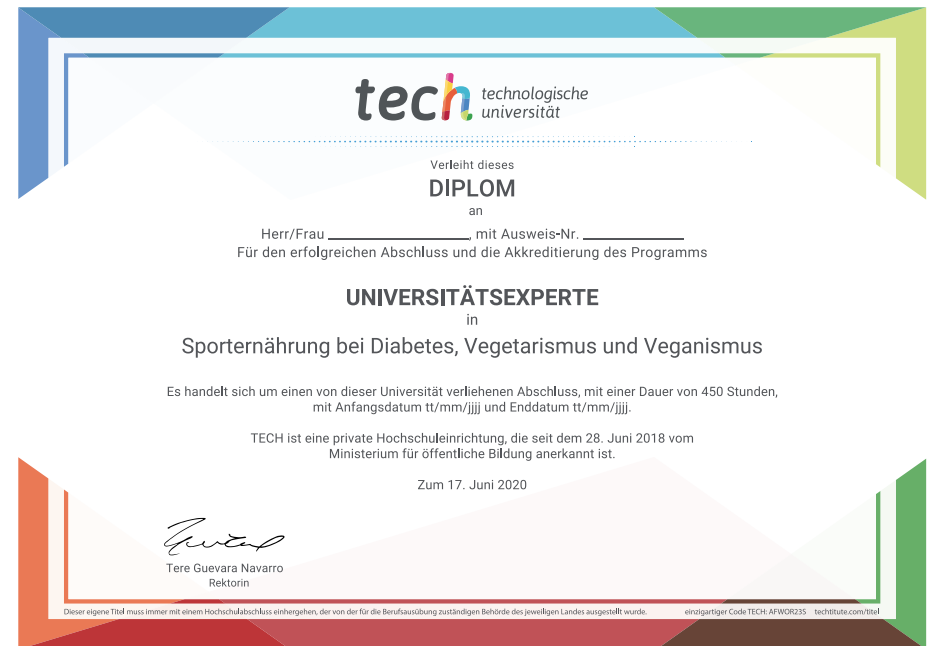 tech technologische
universität
Verleiht dieses
DIPLOM
an
Herr/Frau ____________________, mit Ausweis-Nr. ______________
Für den erfolgreichen Abschluss und die Akkreditierung des Programms
UNIVERSITÄTSEXPERTE
in
Sporternährung bei Diabetes, Vegetarismus und Veganismus
Es handelt sich um einen von dieser Universität verliehenen Abschluss, mit einer Dauer von 450 Stunden,
mit Anfangsdatum tt/mm/jjjj und Enddatum tt/mm/jjjj.
TECH ist eine private Hochschuleinrichtung, die seit dem 28. Juni 2018 vom
Ministerium für öffentliche Bildung anerkannt ist.
Zum 17. Juni 2020
Tere Guevara Navarro
Rektorin
Dieser eigene Titel muss immer mit einem Hochschulabschluss einhergehen, der von der für die Berufsausübung zuständigen Behörde des jeweiligen Landes ausgestellt wurde. einzigartiger Code TECH: AFWOR23S techtitute.com/titel